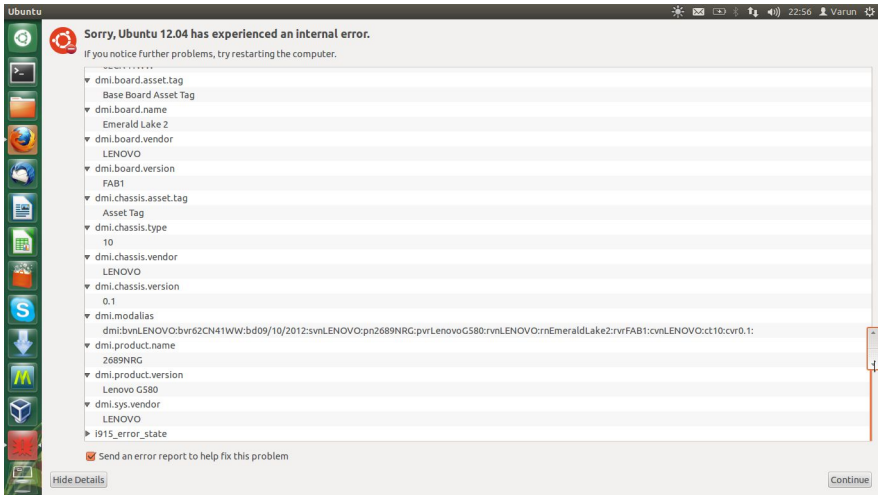 Ubuntu
22:56
Varun
Sorry, Ubuntu 12.04 has experienced an internal error.
If you notice further problems, try restarting the computer.
dmi.board.asset.tag
Base Board Asset Tag
dmi.board.name
Emerald Lake 2
dmi.board.vendor
LENOVO
dmi.board.version
FAB1
dmi.chassis.asset.tag
Asset Tag
dmi.chassis.type
10
dmi.chassis.vendor
LENOVO
dmi.chassis.version
0.1
dmi.modalias
dmi:bvnLENOVO:bvr62CN41WW:bd09/10/2012:svnLENOVO:pn2689NRG:pvrLenovoG580:rvnLENOVO:rnEmeraldLake2:rvrFAB1:cvnLENOVO:ct10:cvr0.1:
dmi.product.name
2689NRG
dmi.product.version
Lenovo G580
dmi.sys.vendor
LENOVO
i915_error_state
Send an error report to help fix this problem
Hide Details
Continue